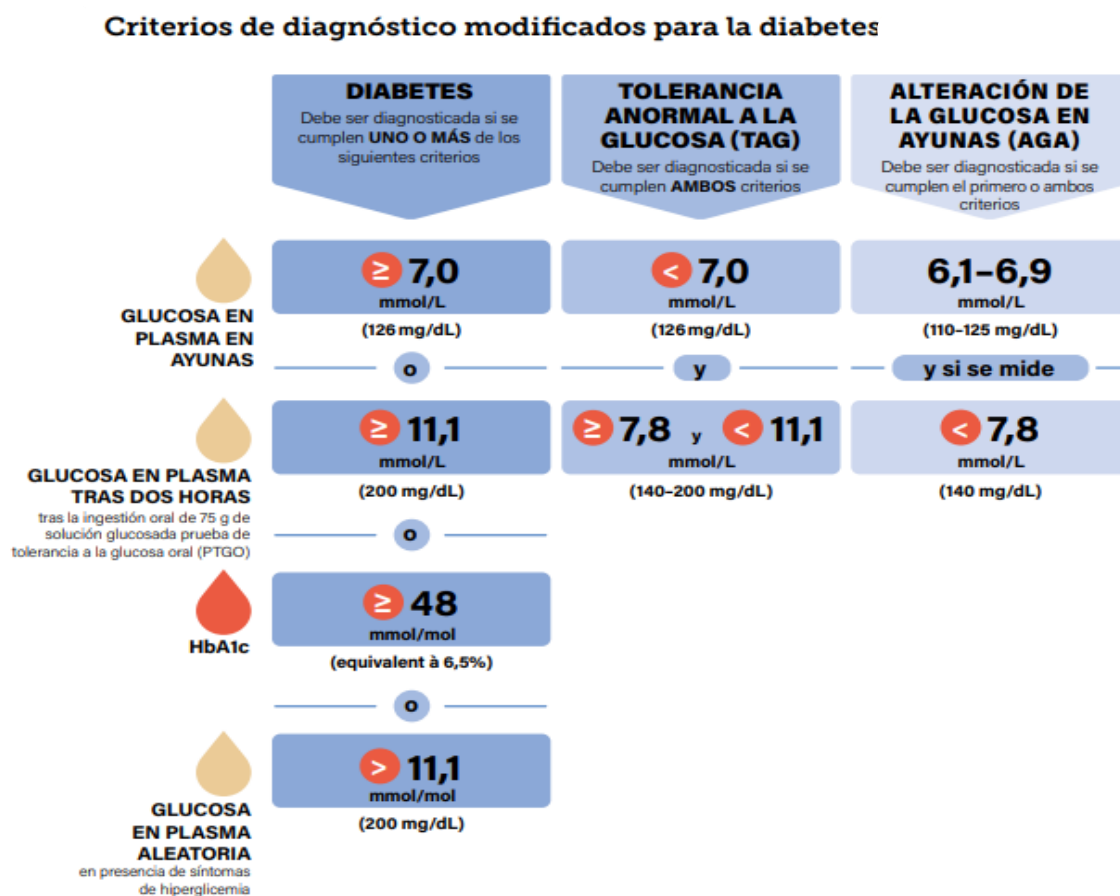 Criterios de diagnóstico modificados para la diabetes
DIABETES
Debe ser diagnosticada si se
cumplen UNO O MÁS de los
siguientes criterios
TOLERANCIA
ANORMAL A LA
GLUCOSA (TAG)
Debe ser diagnosticada si se
cumplen AMBOS criterios
ALTERACIÓN DE
LA GLUCOSA EN
AYUNAS (AGA)
Debe ser diagnosticada si se
cumplen el primero o ambos
criterios
GLUCOSA EN
PLASMA EN
AYUNAS
≥ 7,0
mmol/L
(126 mg/dL)
< 7,0
mmol/L
(126 mg/dL)
6,1–6,9
mmol/L
(110–125 mg/dL)
o
y
y si se mide
GLUCOSA EN PLASMA
TRAS DOS HORAS
tras la ingestión oral de 75 g de
solución glucosada prueba de
tolerancia a la glucosa oral (PTGO)
≥ 11,1
mmol/L
(200 mg/dL)
≥ 7,8 y < 11,1
mmol/L
(140–200 mg/dL)
< 7,8
mmol/L
(140 mg/dL)
o
HbA1c
≥ 48
mmol/mol
(equivalent à 6,5%)
o
GLUCOSA
EN PLASMA
ALEATORIA
en presencia de síntomas
de hiperglicemia
> 11,1
mmol/mol
(200 mg/dL)